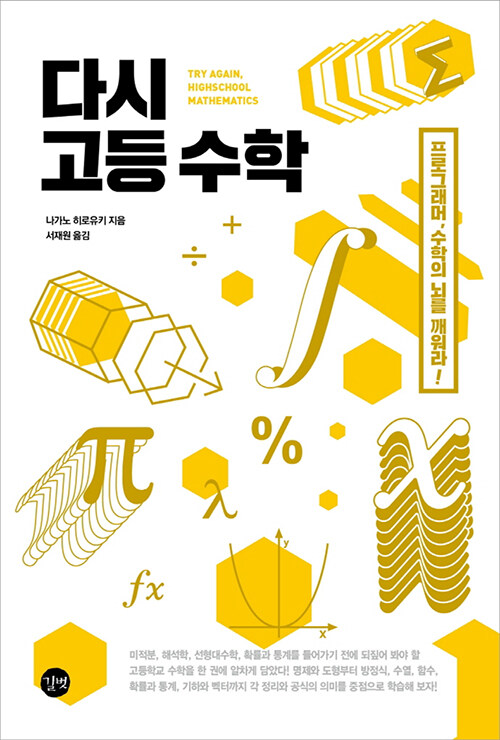 다시
고등 수학
TRY AGAIN,
HIGHSCHOOL
MATHEMATICS
나가노 히로유키 지음
서재원 옮김
프로그래머, 수학의 뇌를 깨워라!
Σ
+
÷
∫
π
%
x
λ
fx
y
x
미적분, 해석학, 선형대수학, 확률과 통계를 들어가기 전에 되짚어 봐야 할
고등학교 수학을 한 권에 알차게 담았다! 명제와 도형부터 방정식, 수열, 함수,
확률과 통계, 기하와 벡터까지 각 정리와 공식의 의미를 중점으로 학습해 보자!
길벗